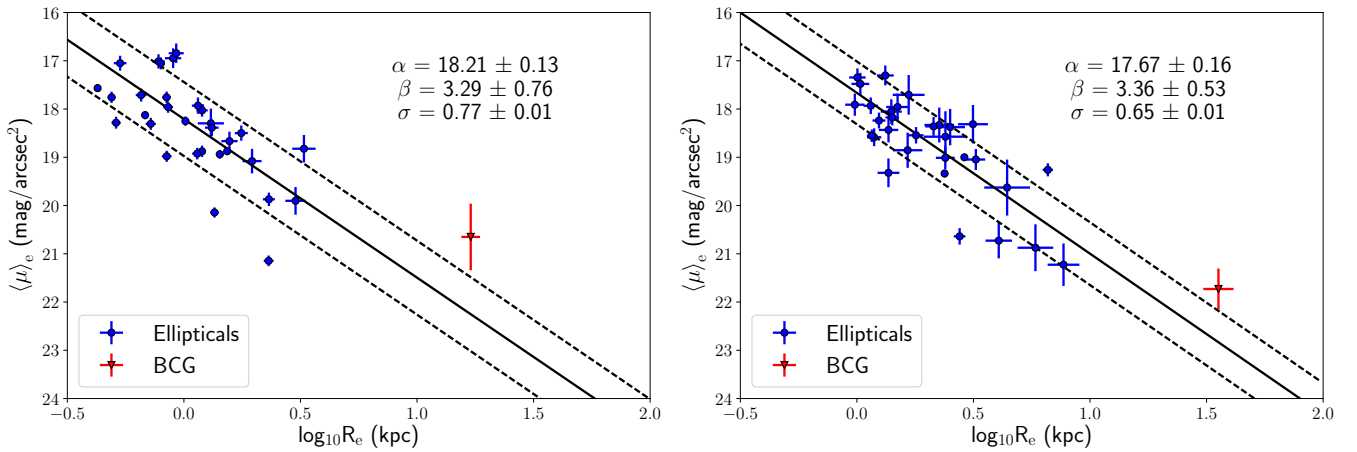 16
17
18
19
20
21
22
23
24
−0.5
0.0
0.5
1.0
1.5
2.0
⟨μ⟩e (mag/arcsec²)
log₁₀Rₑ (kpc)
α = 18.21 ± 0.13
β = 3.29 ± 0.76
σ = 0.77 ± 0.01
Ellipticals
BCG
16
17
18
19
20
21
22
23
24
−0.5
0.0
0.5
1.0
1.5
2.0
⟨μ⟩e (mag/arcsec²)
log₁₀Rₑ (kpc)
α = 17.67 ± 0.16
β = 3.36 ± 0.53
σ = 0.65 ± 0.01
Ellipticals
BCG